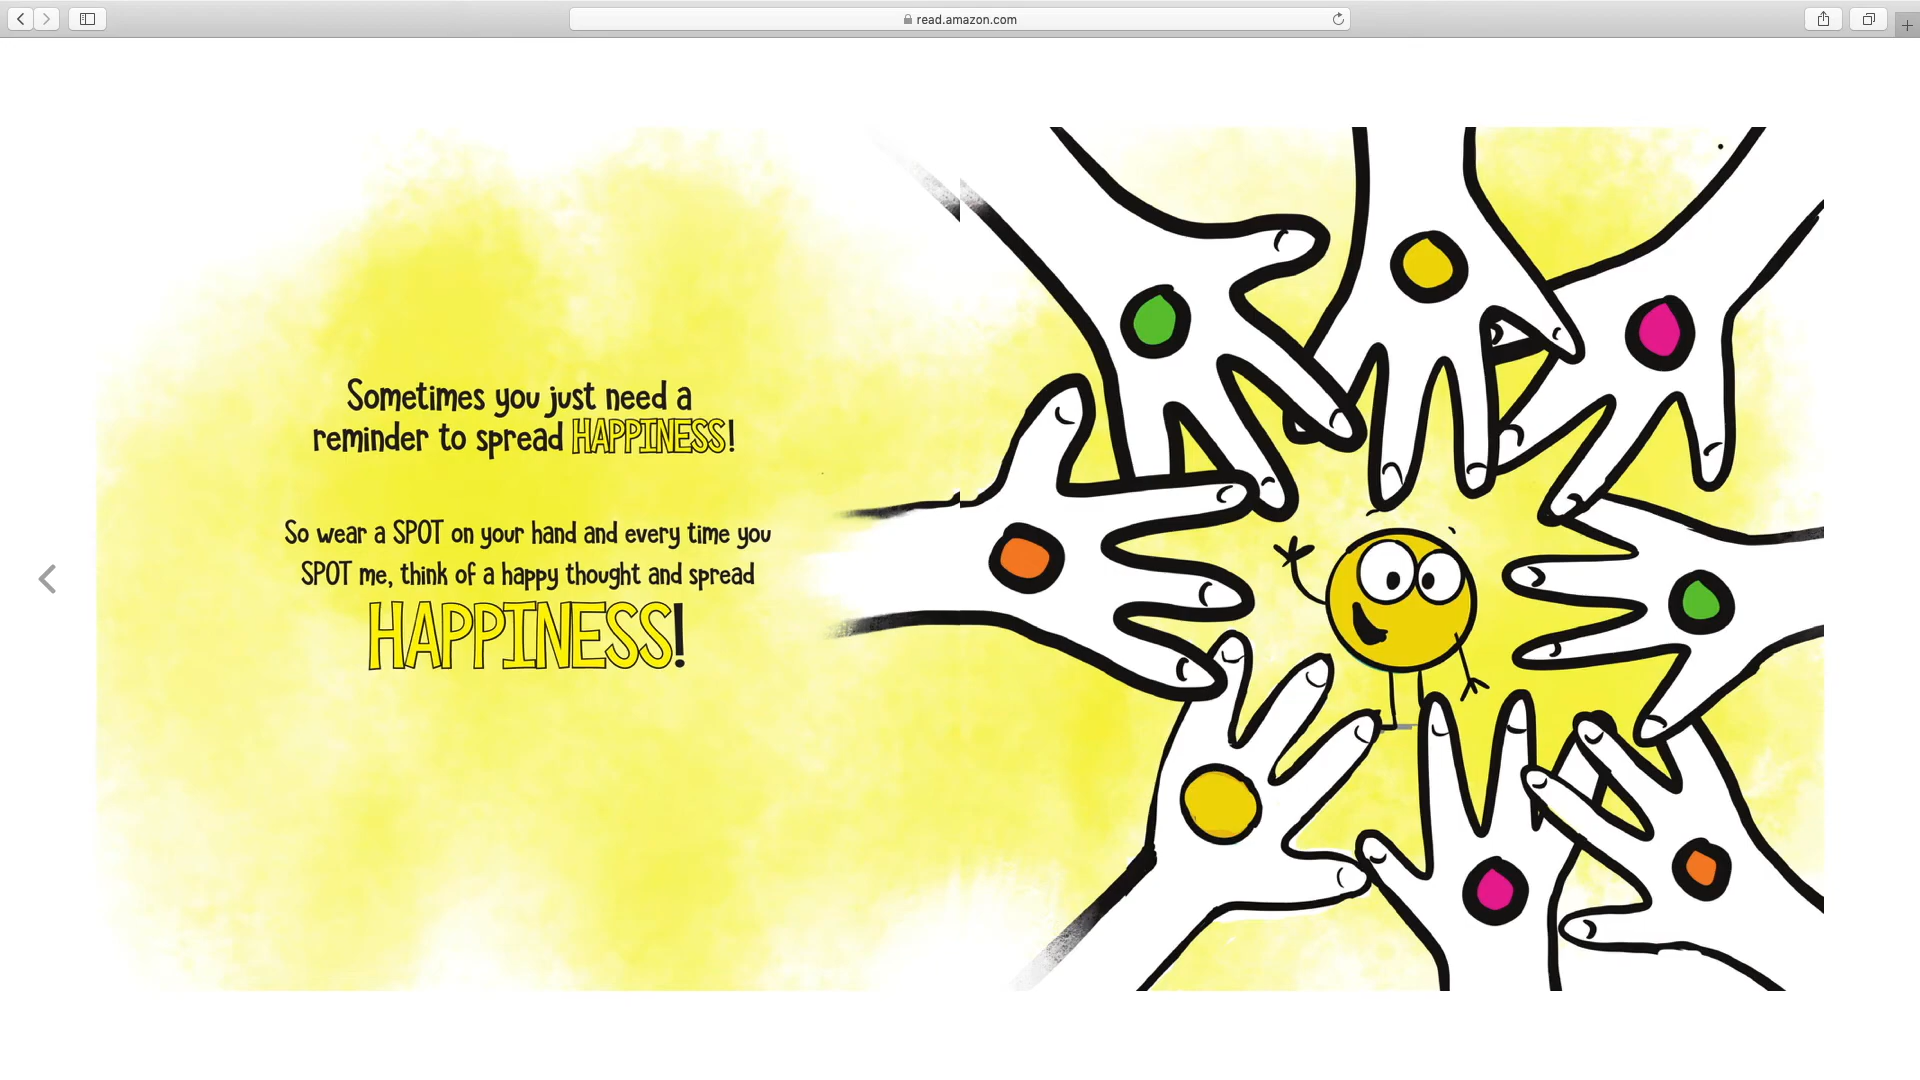 read.amazon.com
Sometimes you just need a
reminder to spread HAPPINESS!
So wear a SPOT on your hand and every time you
SPOT me, think of a happy thought and spread
HAPPINESS!